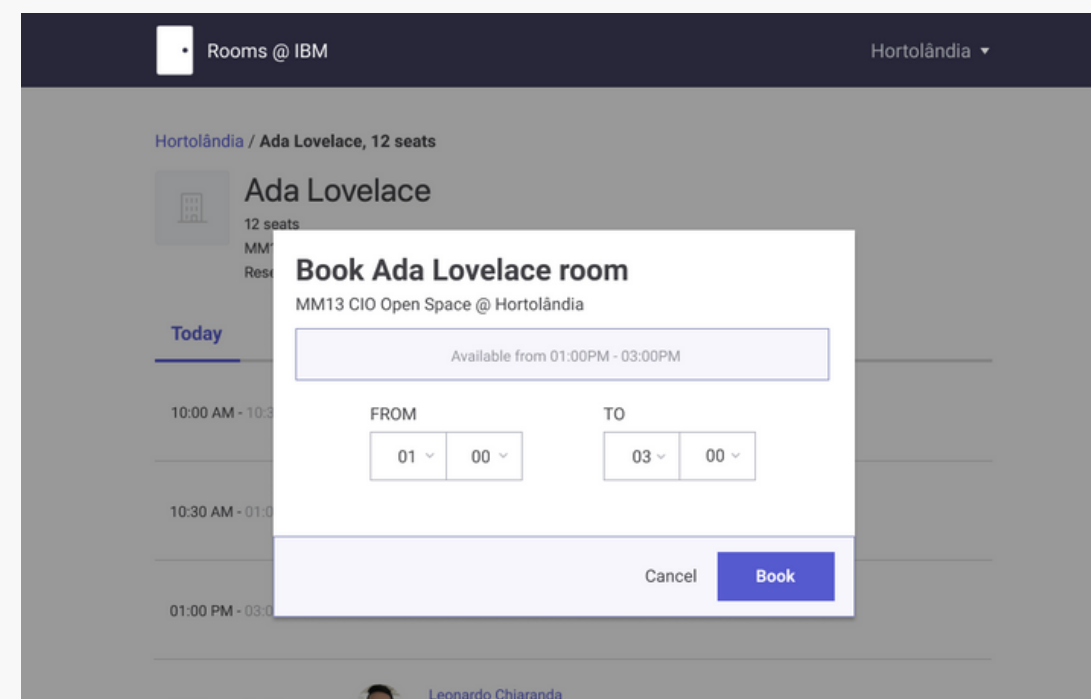 Rooms @ IBM
Hortolândia
Hortolândia / Ada Lovelace, 12 seats
Ada Lovelace
12 seats
Book Ada Lovelace room
MM13 CIO Open Space @ Hortolândia
Today
Available from 01:00PM - 03:00PM
FROM TO
01 00 03 00
10:00 AM -
10:30 AM -
Cancel Book
01:00 PM -
Leonardo Chiaranda